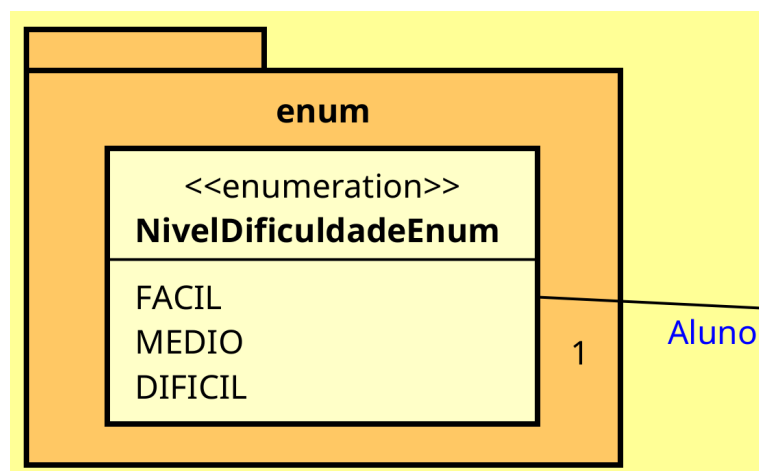 enum
<<enumeration>>
NivelDificuldadeEnum
FACIL
MEDIO
DIFICIL
1
Aluno